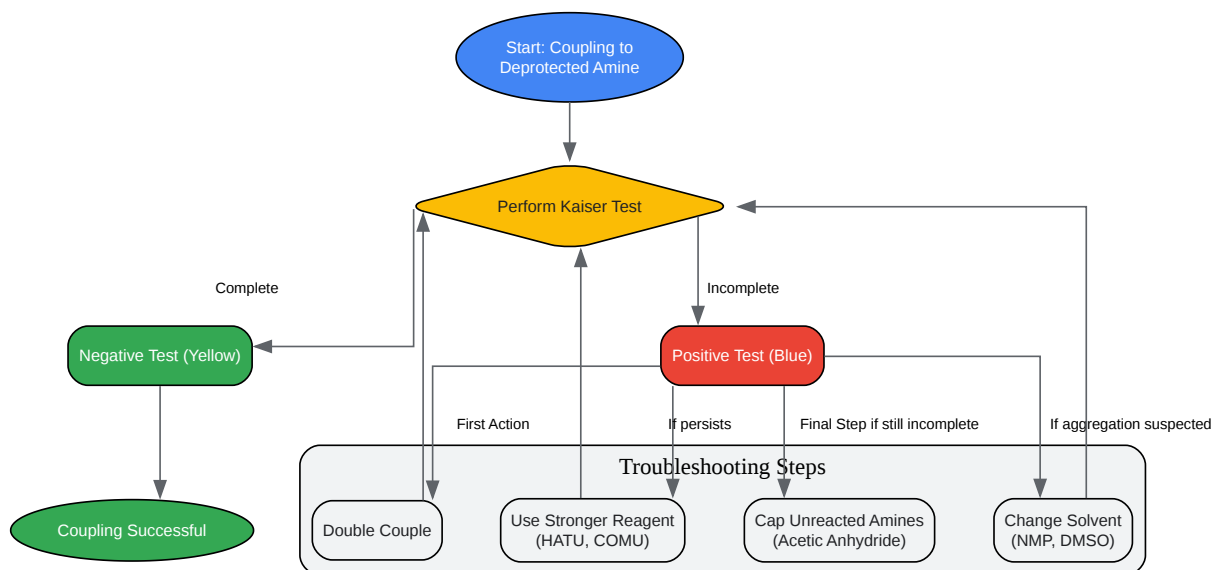 Start: Coupling to
Deprotected Amine
Perform Kaiser Test
Complete
Incomplete
Negative Test (Yellow)
Positive Test (Blue)
First Action
If persists
Final Step if still incomplete
If aggregation suspected
Troubleshooting Steps
Coupling Successful
Double Couple
Use Stronger Reagent
(HATU, COMU)
Cap Unreacted Amines
(Acetic Anhydride)
Change Solvent
(NMP, DMSO)